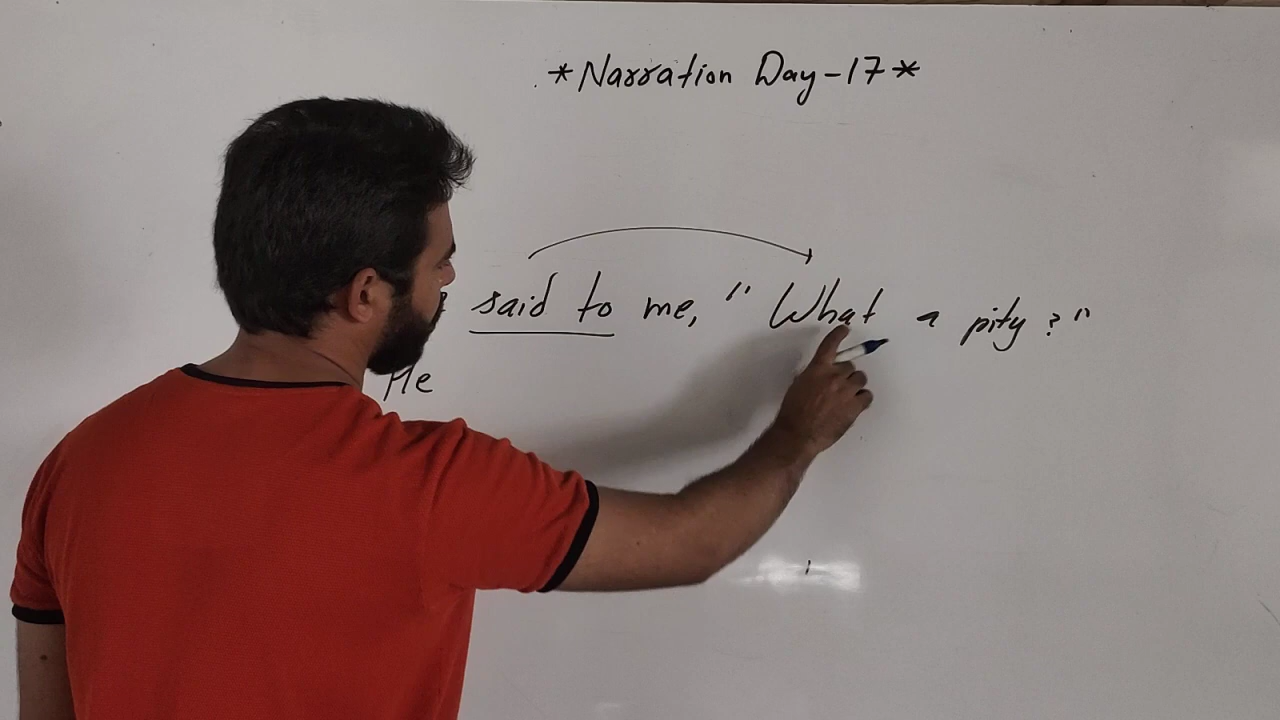 *Narration Day-17*
said to me, "What a pity?"
He